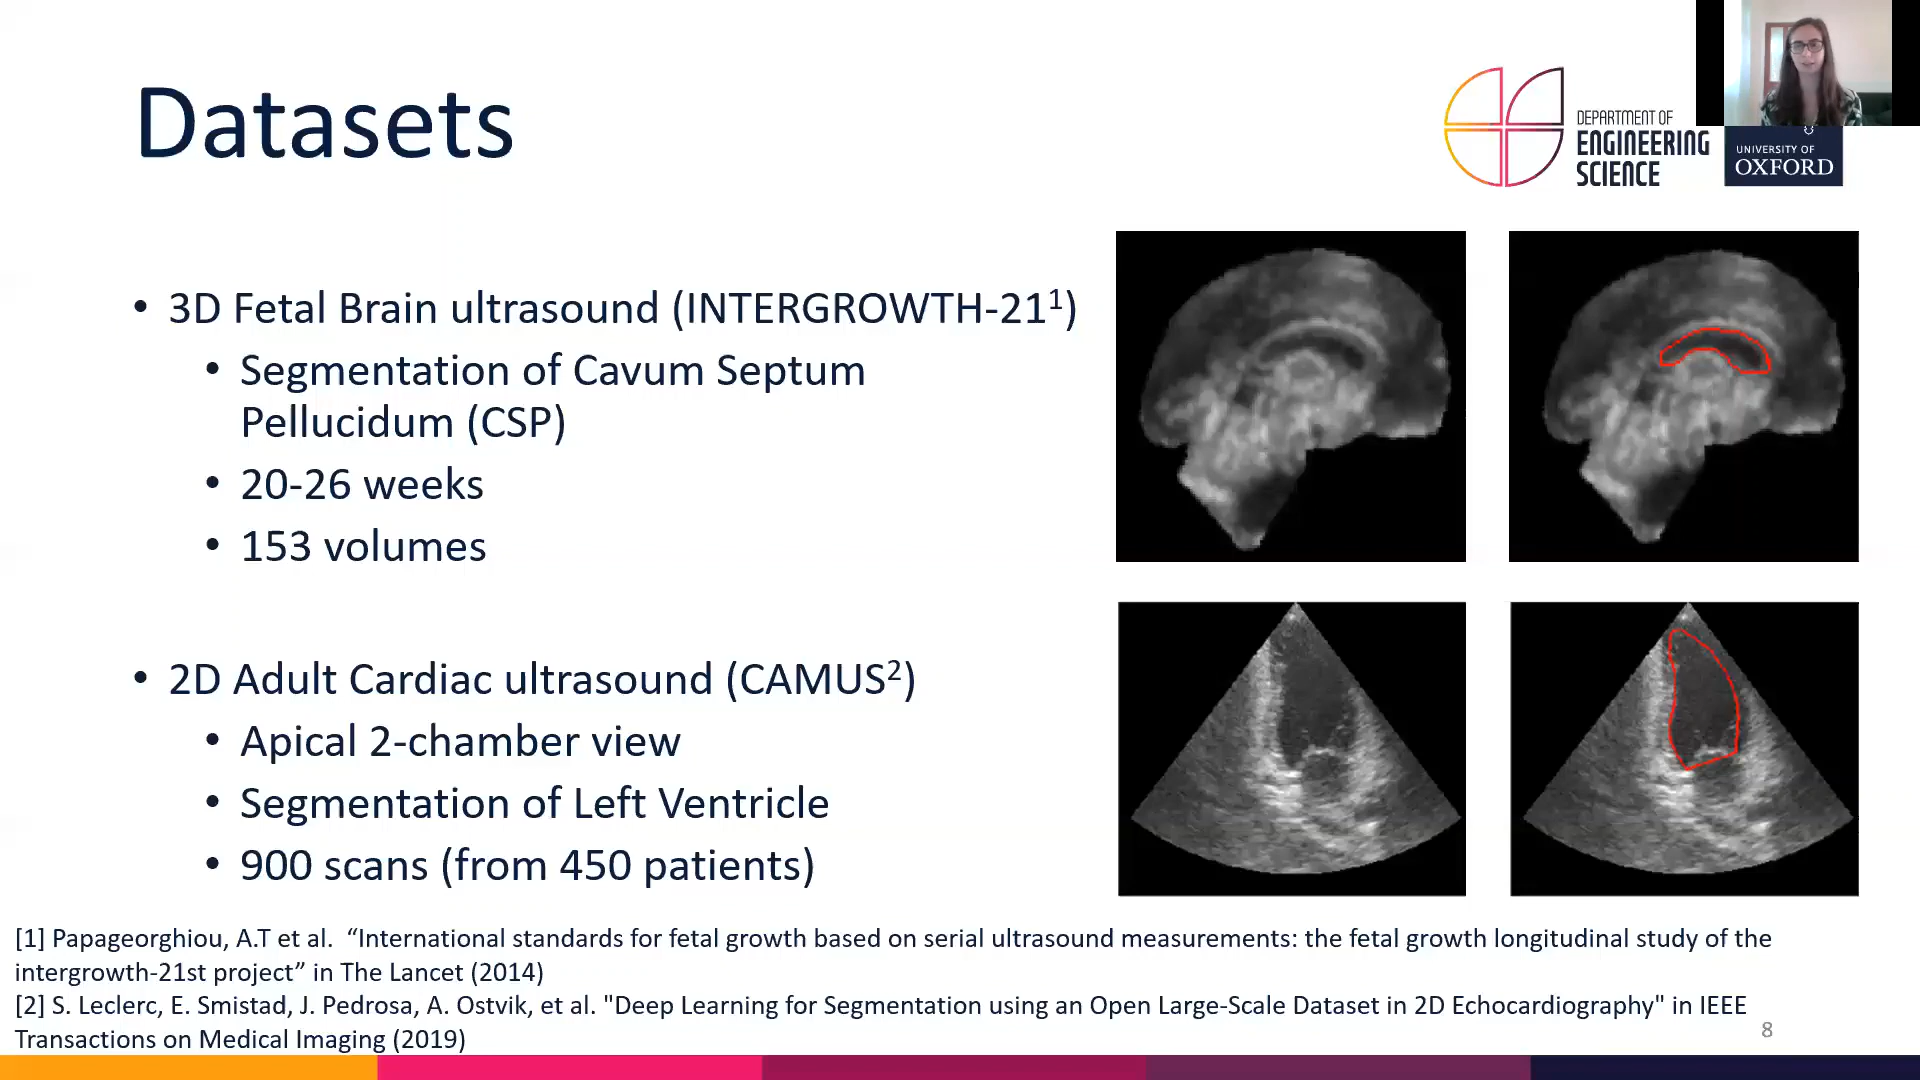 Datasets
DEPARTMENT OF
ENGINEERING
SCIENCE
UNIVERSITY OF
OXFORD
• 3D Fetal Brain ultrasound (INTERGROWTH-21¹)
• Segmentation of Cavum Septum
Pellucidum (CSP)
• 20-26 weeks
• 153 volumes
• 2D Adult Cardiac ultrasound (CAMUS²)
• Apical 2-chamber view
• Segmentation of Left Ventricle
• 900 scans (from 450 patients)
[1] Papageorghiou, A.T et al.  “International standards for fetal growth based on serial ultrasound measurements: the fetal growth longitudinal study of the
intergrowth-21st project” in The Lancet (2014)
[2] S. Leclerc, E. Smistad, J. Pedrosa, A. Ostvik, et al. "Deep Learning for Segmentation using an Open Large-Scale Dataset in 2D Echocardiography" in IEEE
Transactions on Medical Imaging (2019)
8